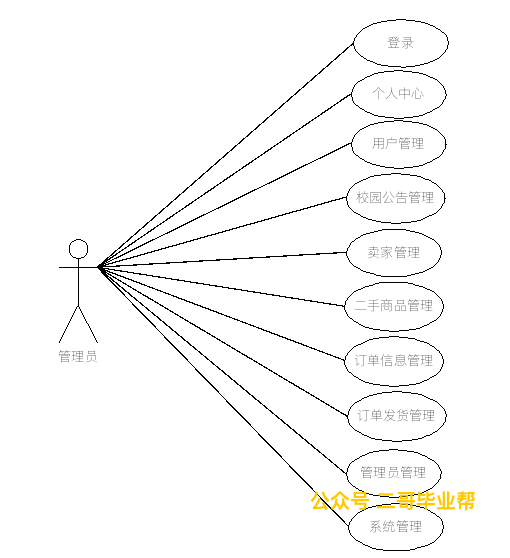 登录
个人中心
用户管理
校园公告管理
卖家管理
二手商品管理
管理员
订单信息管理
订单发货管理
管理员管理
公众号 二哥毕业帮
系统管理